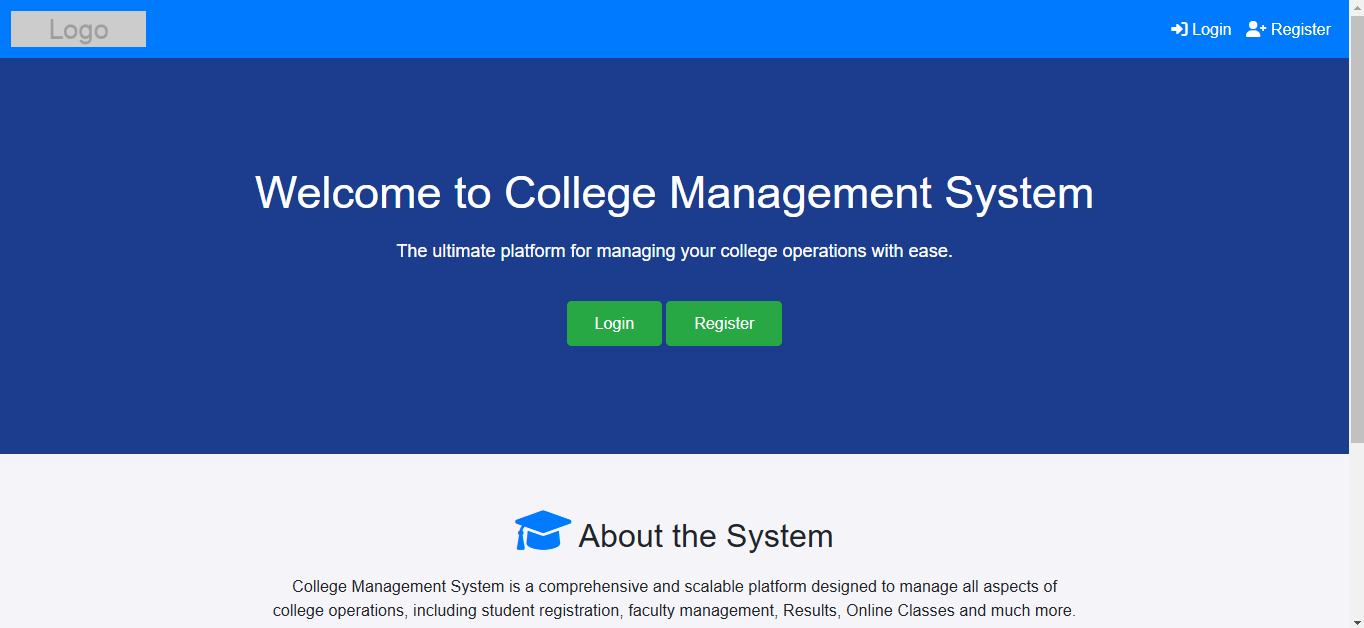 Logo
Login Register
Welcome to College Management System
The ultimate platform for managing your college operations with ease.
Login Register
About the System
College Management System is a comprehensive and scalable platform designed to manage all aspects of
college operations, including student registration, faculty management, Results, Online Classes and much more.